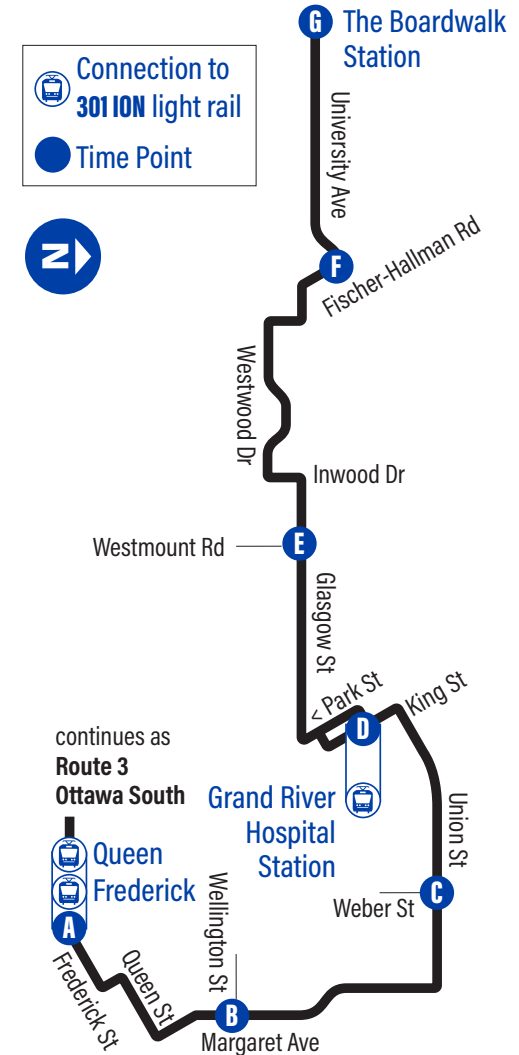 G
The Boardwalk
Station
Connection to
301 ION light rail
Time Point
University Ave
N
F
Fischer-Hallman Rd
Westwood Dr
Inwood Dr
Westmount Rd
E
Glasgow St
< Park St
King St
D
continues as
Route 3
Ottawa South
Grand River
Hospital
Station
Union St
Queen
Frederick
Wellington St
C
Weber St
A
Frederick St
Queen St
B
Margaret Ave